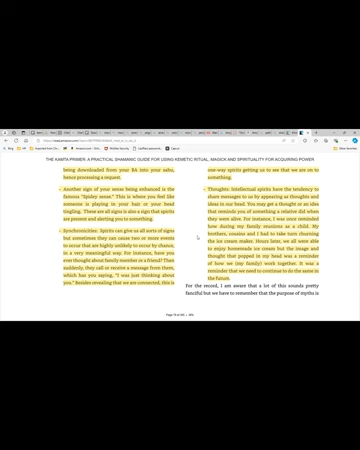 THE KAMTA PRIMER: A PRACTICAL SHAMANIC GUIDE FOR USING KEMETIC RITUAL, MAGICK AND SPIRITUALITY FOR ACQUIRING POWER
being downloaded from your BA into your sahu,
hence processing a request.
Another sign of your sense being enhanced is the
famous "Spidey sense." This is where you feel like
someone is playing in your hair or your head
tingling. These are all signs is also a sign that spirits
are present and alerting you to something.
Synchronicities: Spirits can give us all sorts of signs
but sometimes they can cause two or more events
to occur that are highly unlikely to occur by chance,
in a very meaningful way. For instance, have you
ever thought about family member or a friend? Then
suddenly, they call or receive a message from them,
which has you saying, "I was just thinking about
you." Besides revealing that we are connected, this is
one-way spirits getting us to see that we are on to
something.
Thoughts: Intellectual spirits have the tendency to
share messages to us by appearing as thoughts and
ideas in our head. You may get a thought or an idea
that reminds you of something a relative did when
they were alive. For instance, I was once reminded
how during my family reunions as a child. My
brothers, cousins and I had to take turn churning
the ice cream maker. Hours later, we all were able
to enjoy homemade ice cream but the image and
thought that popped in my head was a reminder
of how we (my family) work together. It was a
reminder that we need to continue to do the same in
the future.
For the record, I am aware that a lot of this sounds pretty
fanciful but we have to remember that the purpose of myths is